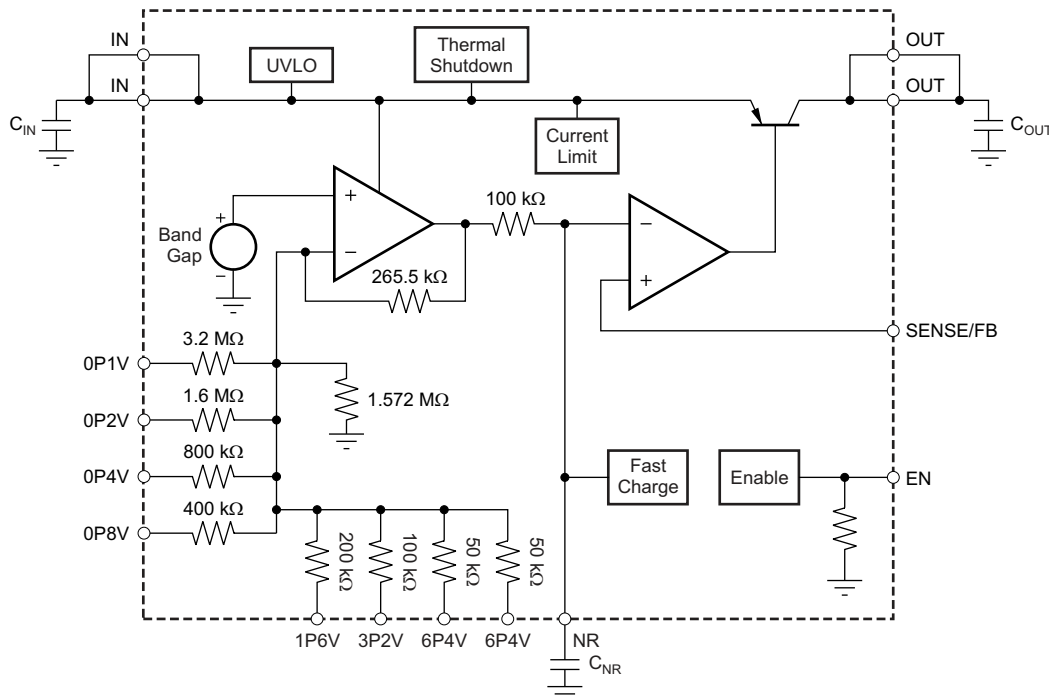 IN
IN
OUT
OUT
UVLO
Thermal
Shutdown
Current
Limit
C_IN
C_OUT
Band
Gap
+
−
+
−
100 kΩ
265.5 kΩ
−
+
SENSE/FB
0P1V
3.2 MΩ
0P2V
1.6 MΩ
1.572 MΩ
0P4V
800 kΩ
0P8V
400 kΩ
Fast
Charge
Enable
EN
200 kΩ
100 kΩ
50 kΩ
50 kΩ
1P6V
3P2V
6P4V
6P4V
NR
C_NR